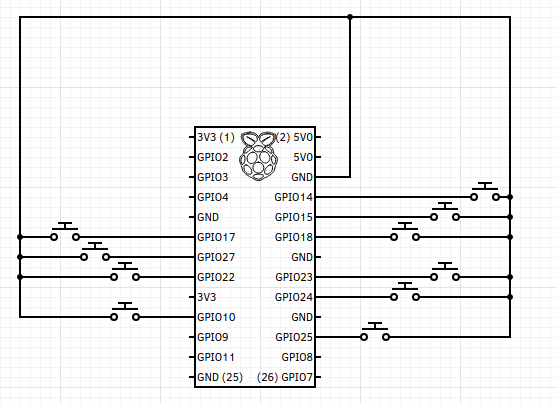 3V3 (1) (2) 5V0
GPIO2 5V0
GPIO3 GND
GPIO4 GPIO14
GND GPIO15
GPIO17 GPIO18
GPIO27 GND
GPIO22 GPIO23
3V3 GPIO24
GPIO10 GND
GPIO9 GPIO25
GPIO11 GPIO8
GND (25) (26) GPIO7